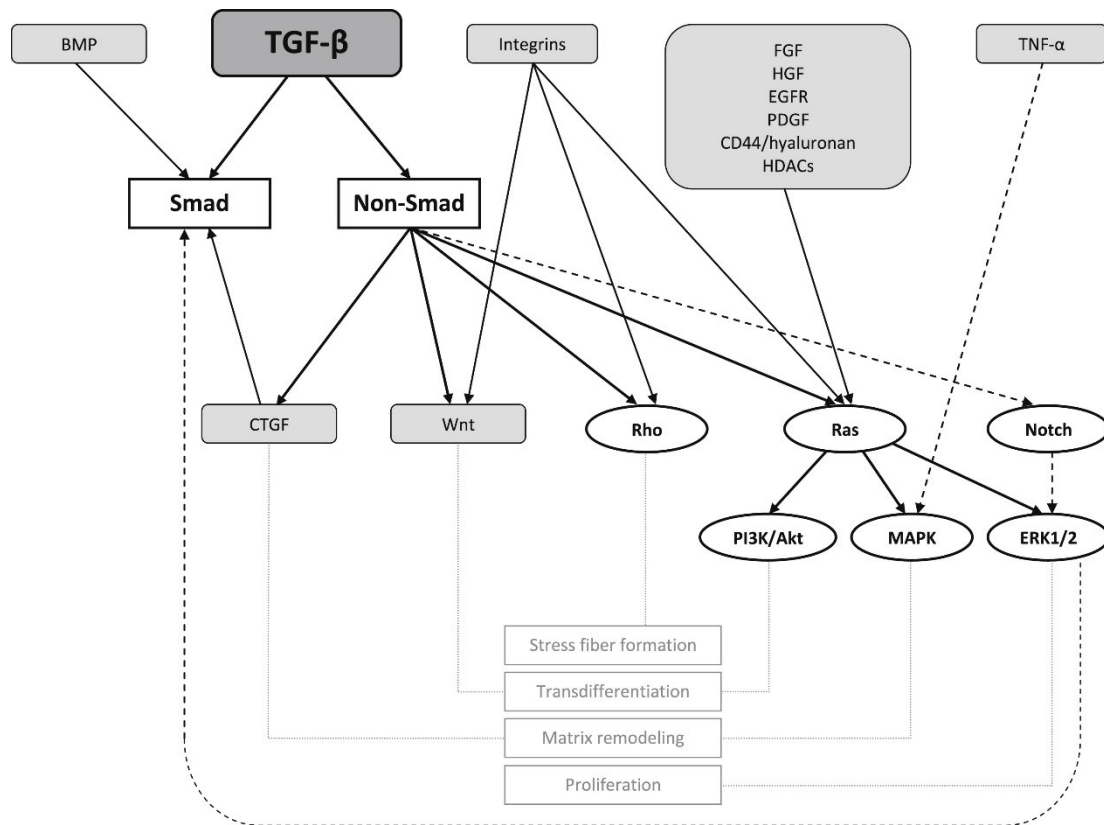 BMP
TGF-β
Integrins
FGF
HGF
EGFR
PDGF
CD44/hyaluronan
HDACs
TNF-α
Smad
Non-Smad
CTGF
Wnt
Rho
Ras
Notch
PI3K/Akt
MAPK
ERK1/2
Stress fiber formation
Transdifferentiation
Matrix remodeling
Proliferation